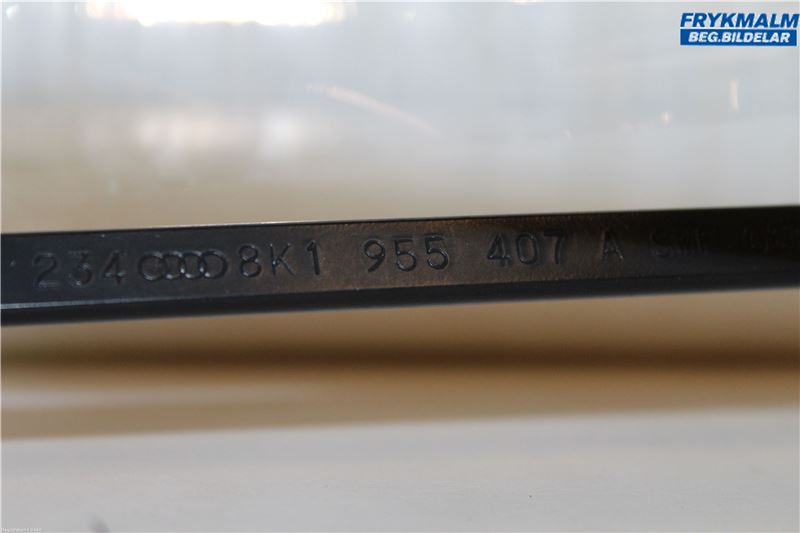 FRYKMALM
BEG.BILDELAR
234 8K1 955 407 A